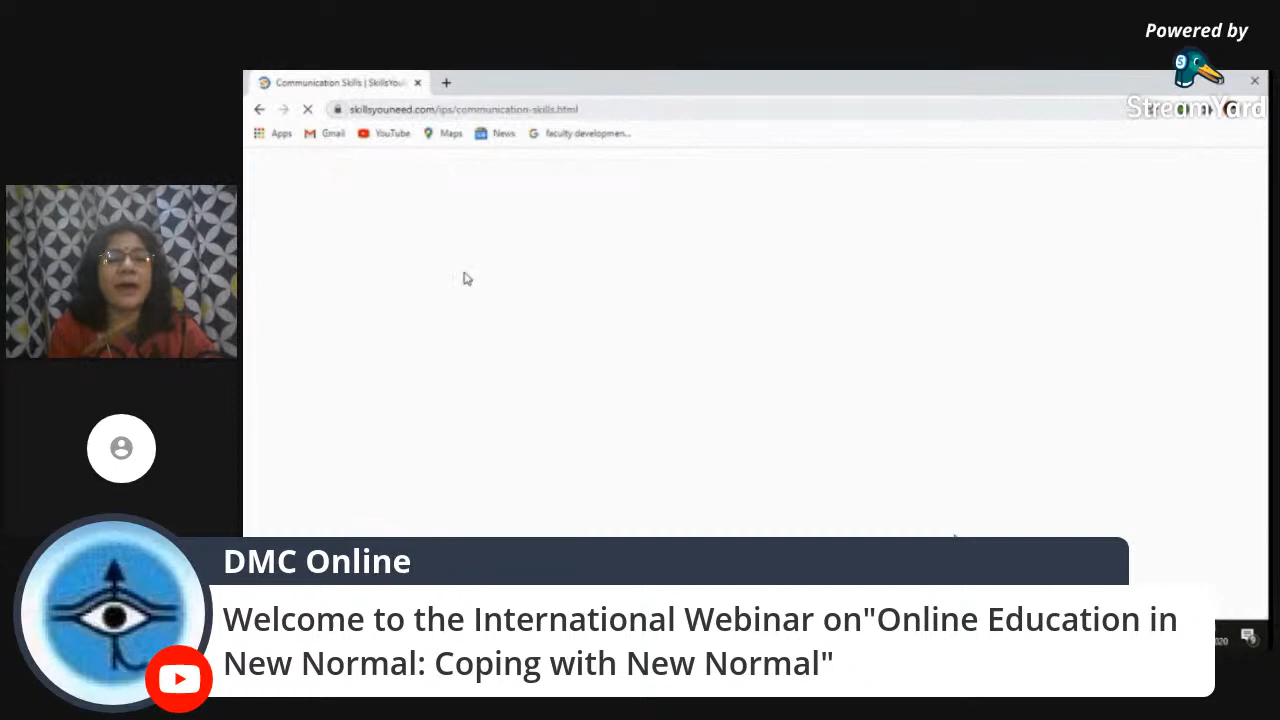 Powered by
StreamYard
Communication Skills | SkillsYou
skillsyouneed.com/ips/communication-skills.html
Apps Gmail YouTube Maps News faculty developmen...
DMC Online
Welcome to the International Webinar on"Online Education in
New Normal: Coping with New Normal"